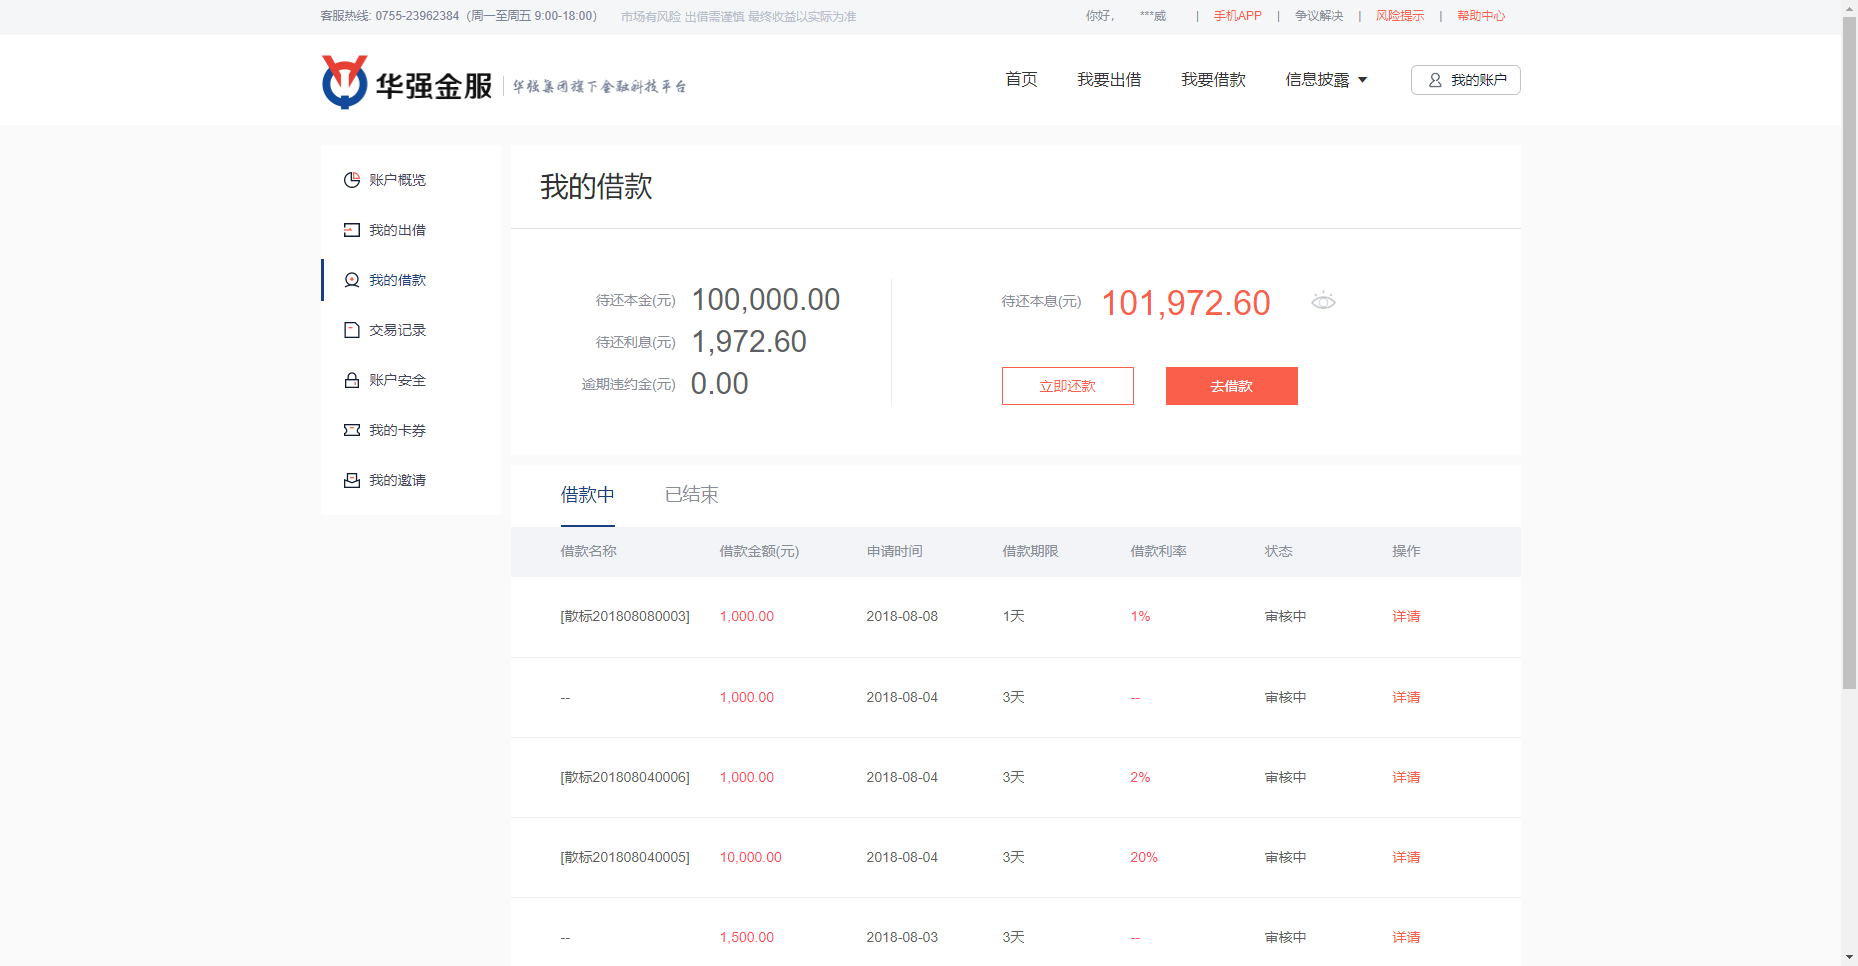 客服热线: 0755-23962384（周一至周五 9:00-18:00） 市场有风险 出借需谨慎 最终收益以实际为准 你好， ***威 | 手机APP | 争议解决 | 风险提示 | 帮助中心
华强金服 华强集团旗下金融科技平台 首页 我要出借 我要借款 信息披露 我的账户
账户概览
我的出借
我的借款
交易记录
账户安全
我的卡券
我的邀请
我的借款
待还本金(元) 100,000.00
待还利息(元) 1,972.60
逾期违约金(元) 0.00
待还本息(元) 101,972.60
立即还款 去借款
借款中 已结束
借款名称 借款金额(元) 申请时间 借款期限 借款利率 状态 操作
[散标201808080003] 1,000.00 2018-08-08 1天 1% 审核中 详请
-- 1,000.00 2018-08-04 3天 -- 审核中 详请
[散标201808040006] 1,000.00 2018-08-04 3天 2% 审核中 详请
[散标201808040005] 10,000.00 2018-08-04 3天 20% 审核中 详请
-- 1,500.00 2018-08-03 3天 -- 审核中 详请